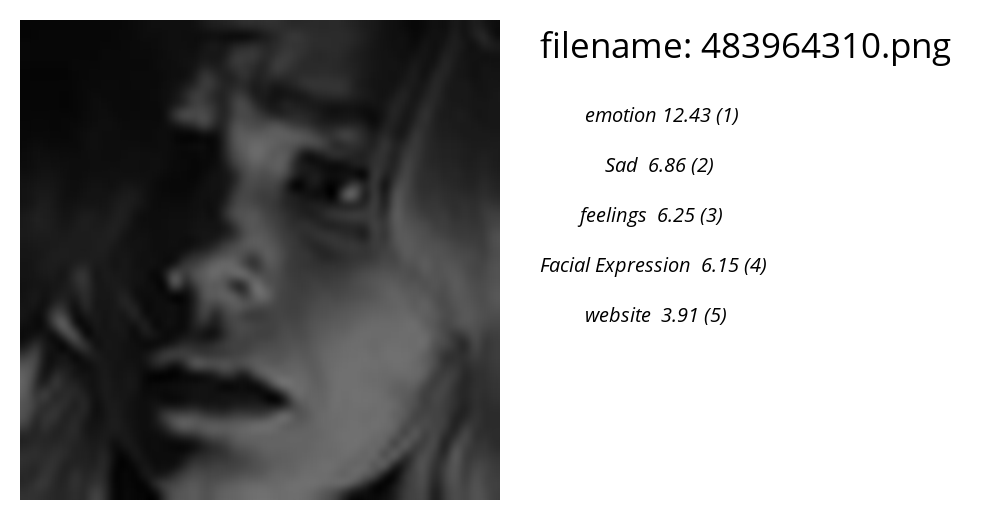 filename: 483964310.png
emotion 12.43 (1)
Sad 6.86 (2)
feelings 6.25 (3)
Facial Expression 6.15 (4)
website 3.91 (5)